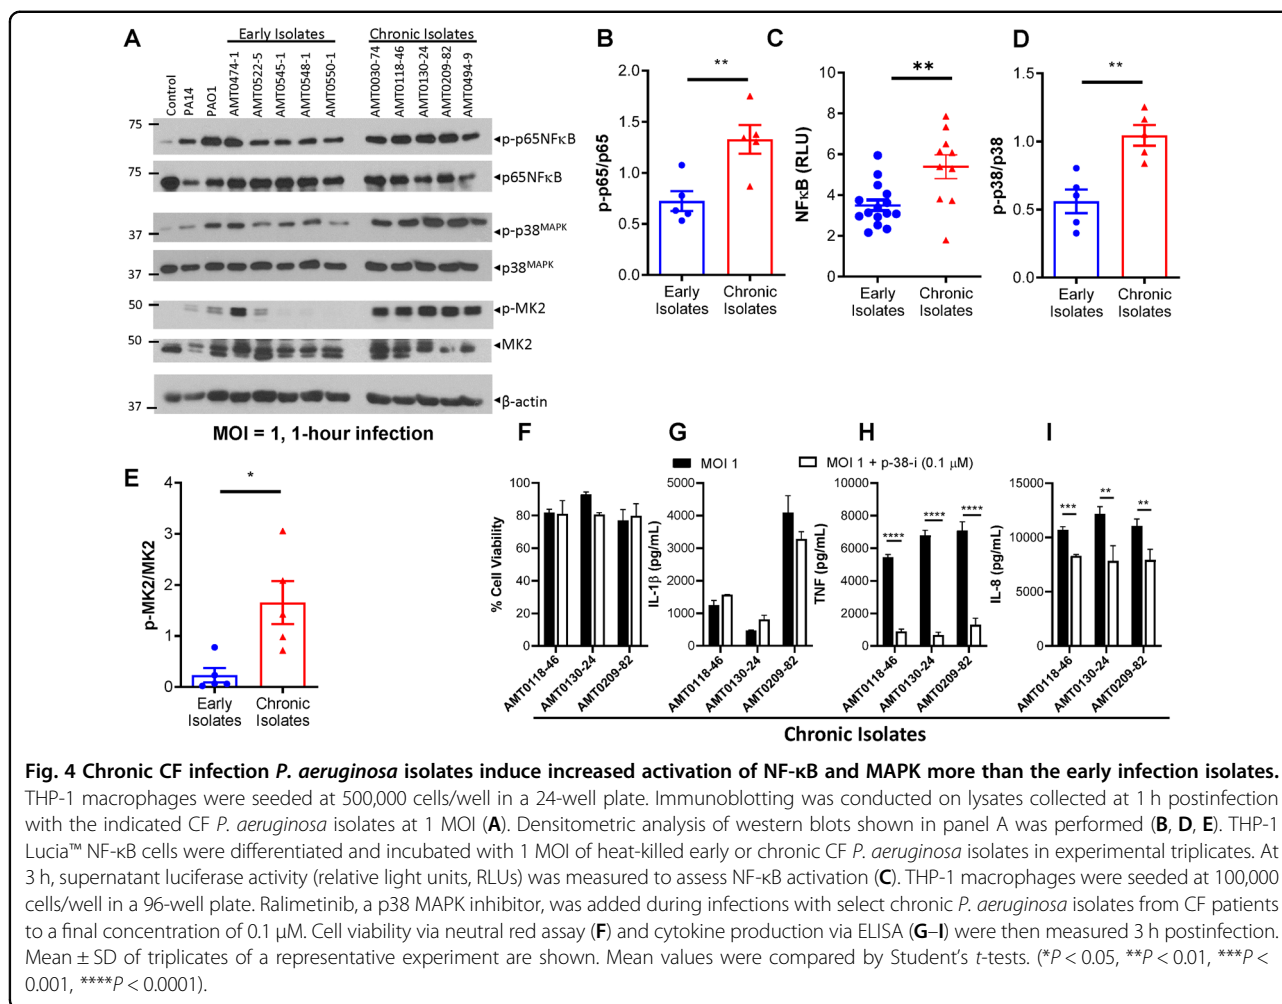 A
Early Isolates
Chronic Isolates
Control
PA14
PAO1
AMT0474-1
AMT0522-5
AMT0545-1
AMT0548-1
AMT0550-1
AMT0030-74
AMT0118-46
AMT0130-24
AMT0209-82
AMT0494-9
75
p-p65NFκB
75
p65NFκB
37
p-p38MAPK
37
p38MAPK
50
p-MK2
50
MK2
37
β-actin
MOI = 1, 1-hour infection
B
**
p-p65/p65
2.0
1.5
1.0
0.5
0.0
Early
Isolates
Chronic
Isolates
C
**
NFκB (RLU)
10
8
6
4
2
0
Early
Isolates
Chronic
Isolates
D
**
p-p38/p38
1.5
1.0
0.5
0.0
Early
Isolates
Chronic
Isolates
E
*
p-MK2/MK2
4
3
2
1
0
Early
Isolates
Chronic
Isolates
MOI 1
MOI 1 + p-38-i (0.1 μM)
F
% Cell Viability
100
80
60
40
20
0
AMT0118-46
AMT0130-24
AMT0209-82
G
IL-1β (pg/mL)
5000
4000
3000
2000
1000
0
AMT0118-46
AMT0130-24
AMT0209-82
H
TNF (pg/mL)
10000
8000
6000
4000
2000
0
****
****
****
AMT0118-46
AMT0130-24
AMT0209-82
I
IL-8 (pg/mL)
15000
10000
5000
0
***
**
**
AMT0118-46
AMT0130-24
AMT0209-82
Chronic Isolates
Fig. 4 Chronic CF infection P. aeruginosa isolates induce increased activation of NF-κB and MAPK more than the early infection isolates.
THP-1 macrophages were seeded at 500,000 cells/well in a 24-well plate. Immunoblotting was conducted on lysates collected at 1 h postinfection
with the indicated CF P. aeruginosa isolates at 1 MOI (A). Densitometric analysis of western blots shown in panel A was performed (B, D, E). THP-1
Lucia™ NF-κB cells were differentiated and incubated with 1 MOI of heat-killed early or chronic CF P. aeruginosa isolates in experimental triplicates. At
3 h, supernatant luciferase activity (relative light units, RLUs) was measured to assess NF-κB activation (C). THP-1 macrophages were seeded at 100,000
cells/well in a 96-well plate. Ralimetinib, a p38 MAPK inhibitor, was added during infections with select chronic P. aeruginosa isolates from CF patients
to a final concentration of 0.1 μM. Cell viability via neutral red assay (F) and cytokine production via ELISA (G–I) were then measured 3 h postinfection.
Mean ± SD of triplicates of a representative experiment are shown. Mean values were compared by Student's t-tests. (*P < 0.05, **P < 0.01, ***P <
0.001, ****P < 0.0001).